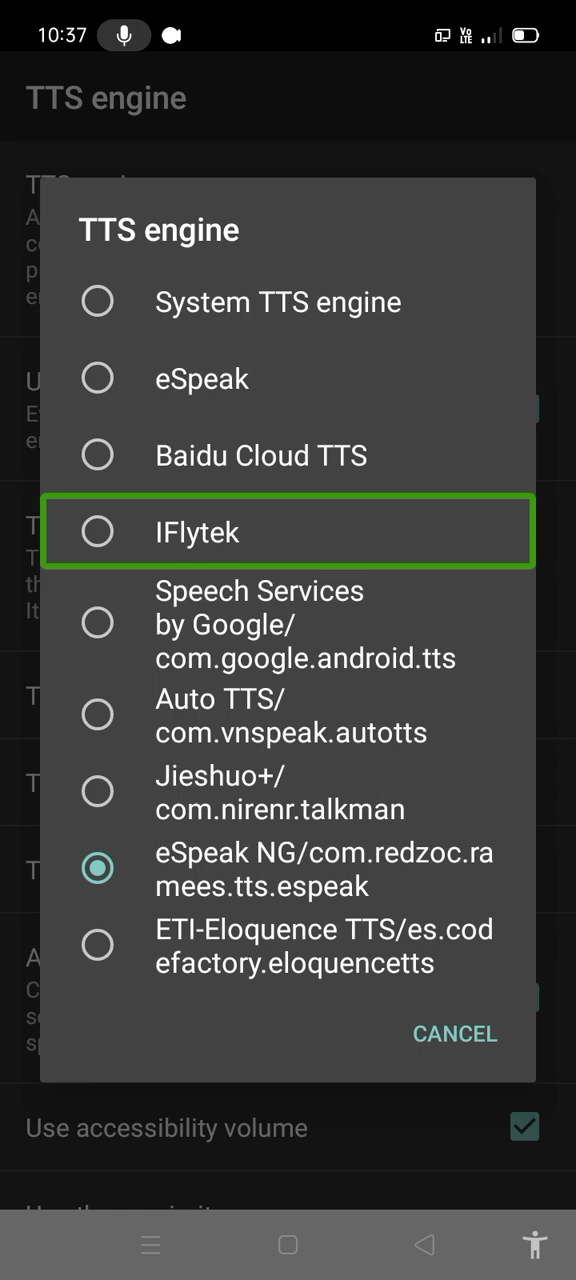 10:37
Vo
LTE
TTS engine
TTS engine
System TTS engine
eSpeak
Baidu Cloud TTS
IFlytek
Speech Services
by Google/
com.google.android.tts
Auto TTS/
com.vnspeak.autotts
Jieshuo+/
com.nirenr.talkman
eSpeak NG/com.redzoc.ra
mees.tts.espeak
ETI-Eloquence TTS/es.cod
efactory.eloquencetts
CANCEL
Use accessibility volume